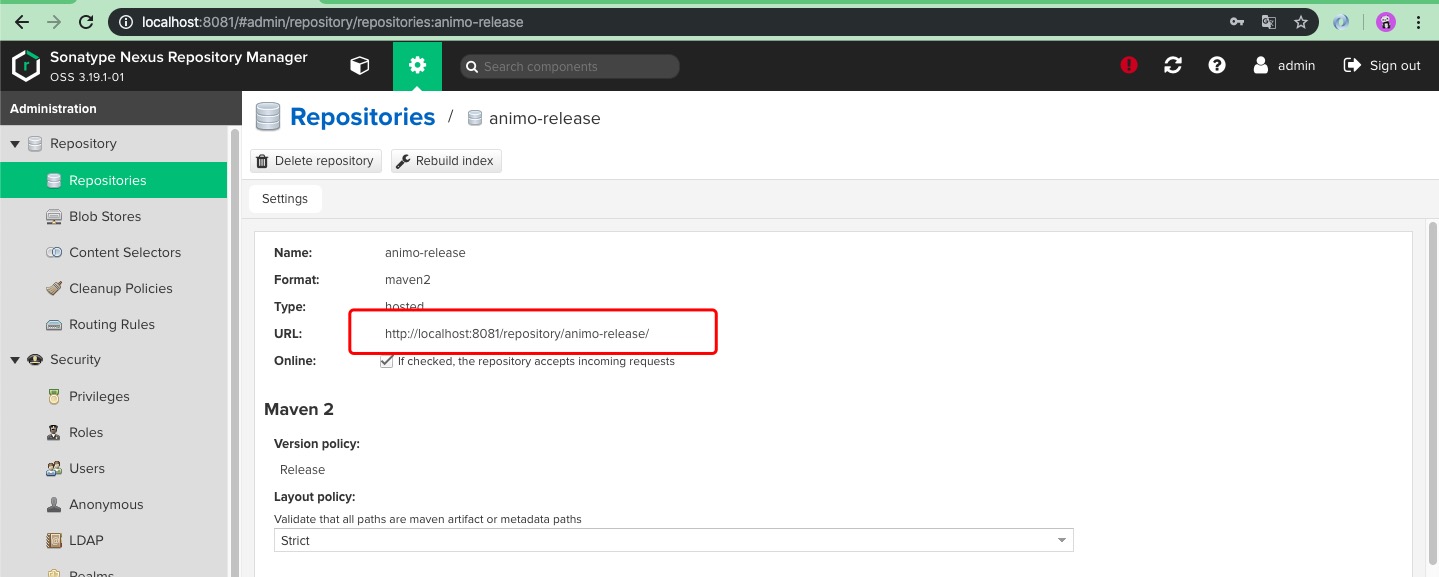 localhost:8081/#admin/repository/repositories:animo-release
Sonatype Nexus Repository Manager
OSS 3.19.1-01
Search components
admin
Sign out
Administration
Repository
Repositories
Blob Stores
Content Selectors
Cleanup Policies
Routing Rules
Security
Privileges
Roles
Users
Anonymous
LDAP
Realms
Repositories / animo-release
Delete repository
Rebuild index
Settings
Name: animo-release
Format: maven2
Type: hosted
URL: http://localhost:8081/repository/animo-release/
Online: If checked, the repository accepts incoming requests
Maven 2
Version policy:
Release
Layout policy:
Validate that all paths are maven artifact or metadata paths
Strict